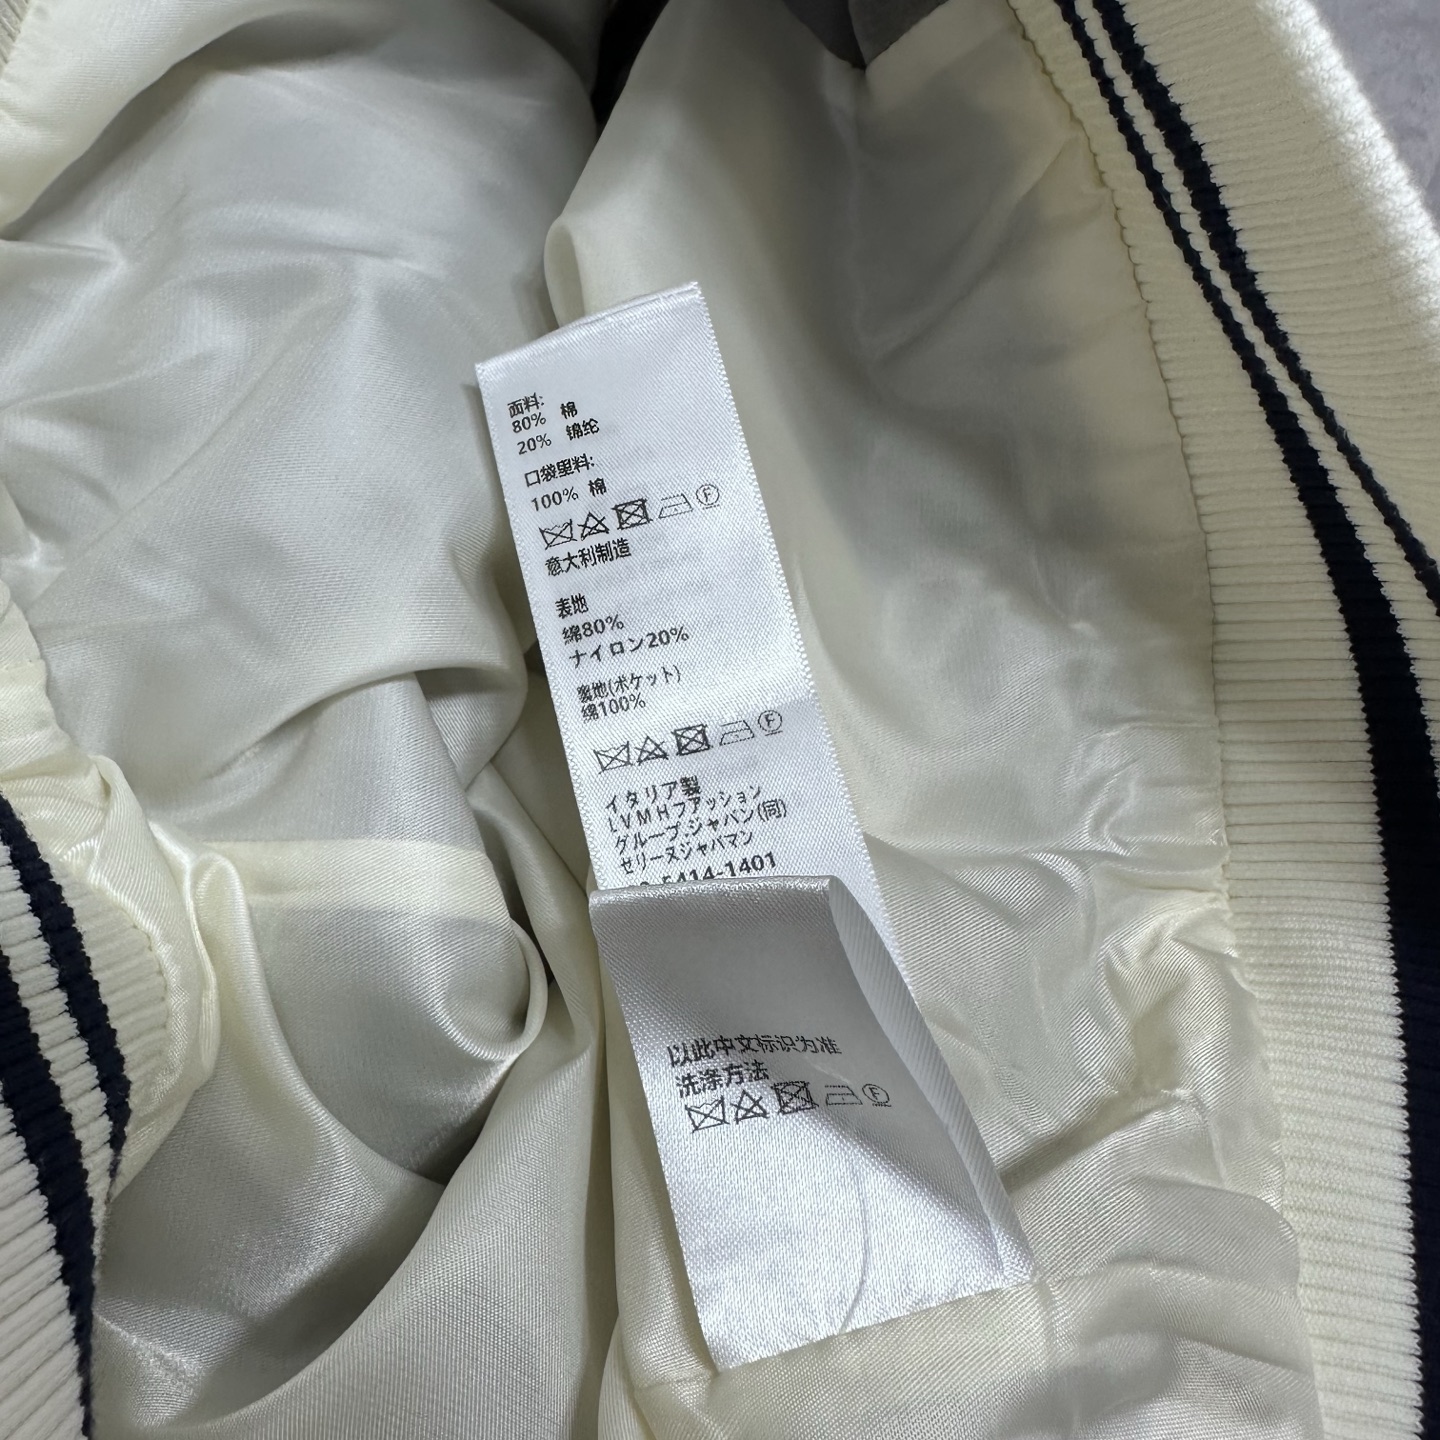 面料:
80% 棉
20% 锦纶
口袋里料:
100% 棉
F
意大利制造
表地
綿80%
ナイロン20%
裏地(ポケット)
綿100%
F
イタリア製
LVMHファッション
グループ.ジャパン(同)
セリーヌジャパマン
5414-1401
以此中文标识为准
洗涤方法
F